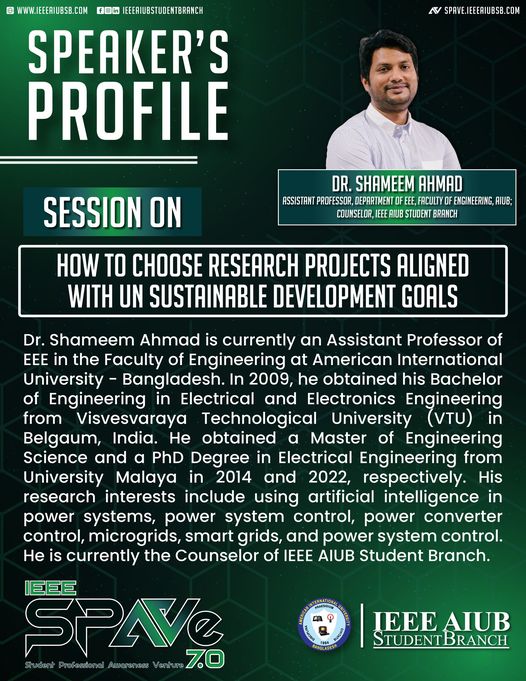 WWW.IEEEAIUBSB.COM
IEEEAIUBSTUDENTBRANCH
SPAVE.IEEEAIUBSB.COM
SPEAKER'S
PROFILE
DR. SHAMEEM AHMAD
ASSISTANT PROFESSOR, DEPARTMENT OF EEE, FACULTY OF ENGINEERING, AIUB;
COUNSELOR, IEEE AIUB STUDENT BRANCH
SESSION ON
HOW TO CHOOSE RESEARCH PROJECTS ALIGNED
WITH UN SUSTAINABLE DEVELOPMENT GOALS
Dr. Shameem Ahmad is currently an Assistant Professor of
EEE in the Faculty of Engineering at American International
University - Bangladesh. In 2009, he obtained his Bachelor
of Engineering in Electrical and Electronics Engineering
from Visvesvaraya Technological University (VTU) in
Belgaum, India. He obtained a Master of Engineering
Science and a PhD Degree in Electrical Engineering from
University Malaya in 2014 and 2022, respectively. His
research interests include using artificial intelligence in
power systems, power system control, power converter
control, microgrids, smart grids, and power system control.
He is currently the Counselor of IEEE AIUB Student Branch.
IEEE
SPAVe
Student Professional Awareness Venture 7.0
AMERICAN INTERNATIONAL UNIVERSITY
BANGLADESH
1994
IEEE AIUB
STUDENTBRANCH